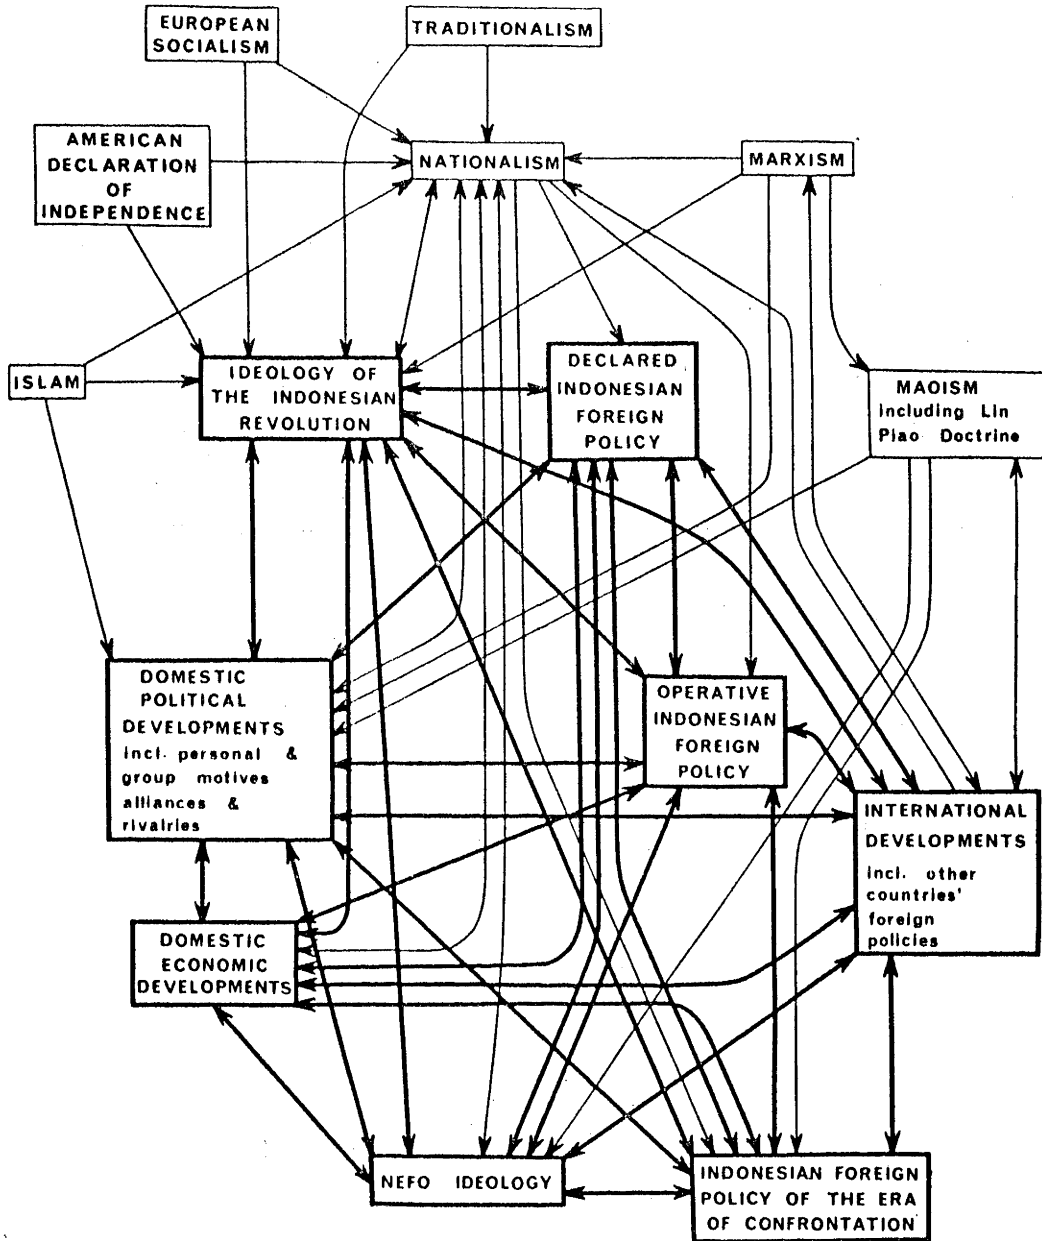 EUROPEAN
SOCIALISM
TRADITIONALISM
AMERICAN
DECLARATION
OF
INDEPENDENCE
NATIONALISM
MARXISM
ISLAM
IDEOLOGY OF
THE INDONESIAN
REVOLUTION
DECLARED
INDONESIAN
FOREIGN
POLICY
MAOISM
including Lin
Piao Doctrine
DOMESTIC
POLITICAL
DEVELOPMENTS
incl. personal &
group motives
alliances &
rivalries
OPERATIVE
INDONESIAN
FOREIGN
POLICY
INTERNATIONAL
DEVELOPMENTS
incl. other
countries'
foreign
policies
DOMESTIC
ECONOMIC
DEVELOPMENTS
NEFO IDEOLOGY
INDONESIAN FOREIGN
POLICY OF THE ERA
OF CONFRONTATION